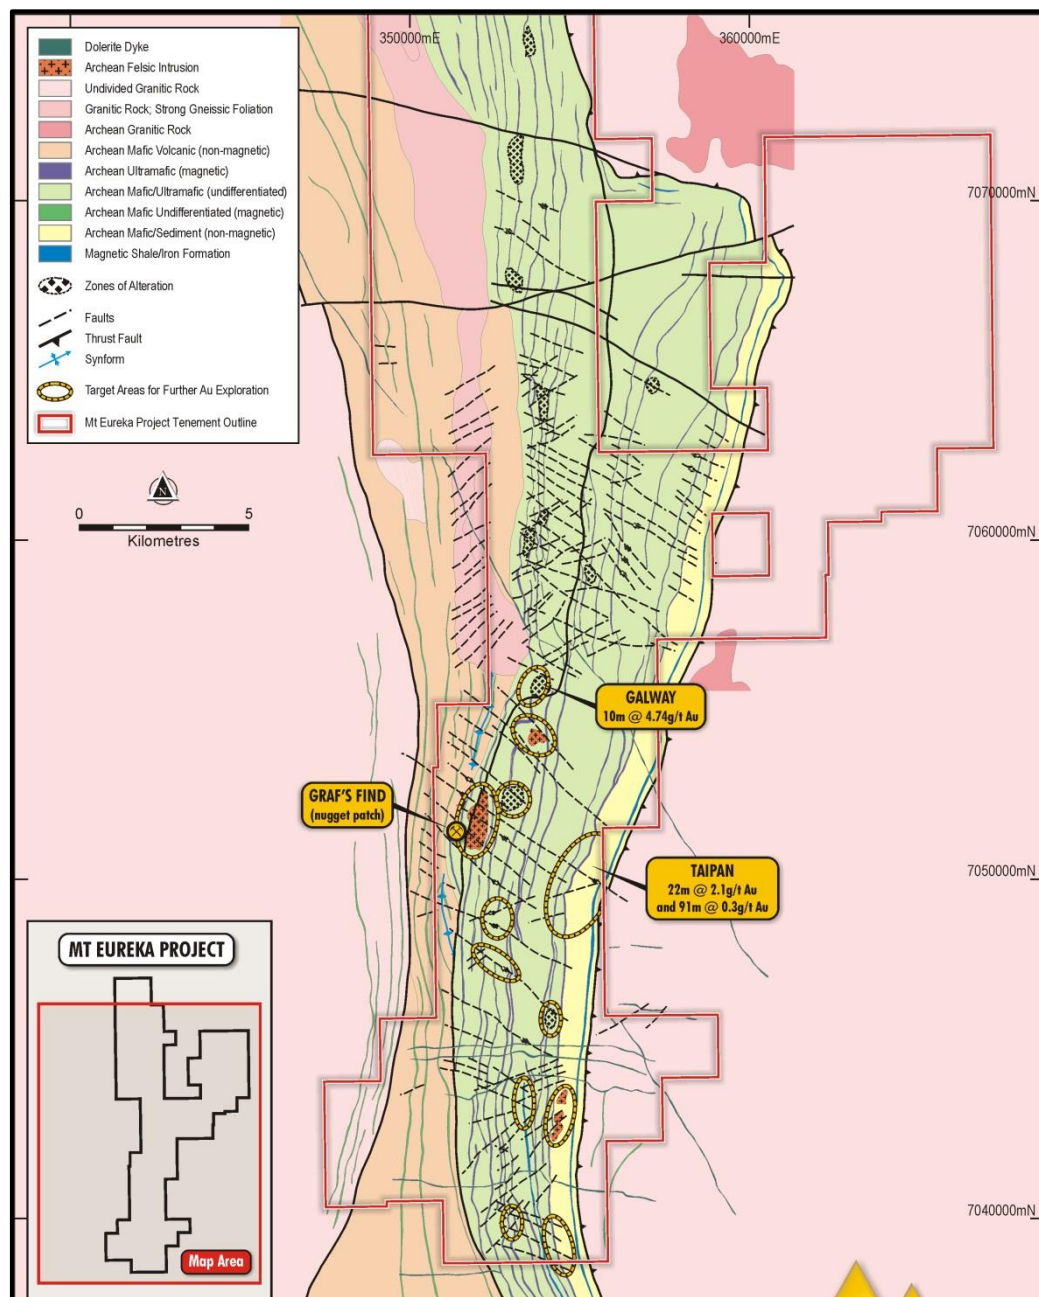 350000mE
360000mE
Dolerite Dyke
Archean Felsic Intrusion
Undivided Granitic Rock
Granitic Rock; Strong Gneissic Foliation
Archean Granitic Rock
Archean Mafic Volcanic (non-magnetic)
Archean Ultramafic (magnetic)
Archean Mafic/Ultramafic (undifferentiated)
Archean Mafic Undifferentiated (magnetic)
Archean Mafic/Sediment (non-magnetic)
Magnetic Shale/Iron Formation
Zones of Alteration
Faults
Thrust Fault
Synform
Target Areas for Further Au Exploration
Mt Eureka Project Tenement Outline
7070000mN
N
0 5
Kilometres
7060000mN
GALWAY
10m @ 4.74g/t Au
GRAF'S FIND
(nugget patch)
TAIPAN
22m @ 2.1g/t Au
and 91m @ 0.3g/t Au
7050000mN
MT EUREKA PROJECT
Map Area
7040000mN